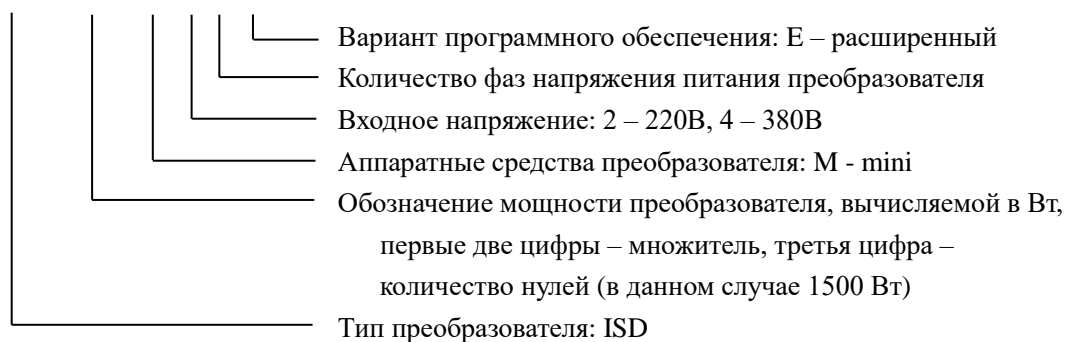 Вариант программного обеспечения: E – расширенный
Количество фаз напряжения питания преобразователя
Входное напряжение: 2 – 220В, 4 – 380В
Аппаратные средства преобразователя: M - mini
Обозначение мощности преобразователя, вычисляемой в Вт,
первые две цифры – множитель, третья цифра –
количество нулей (в данном случае 1500 Вт)
Тип преобразователя: ISD